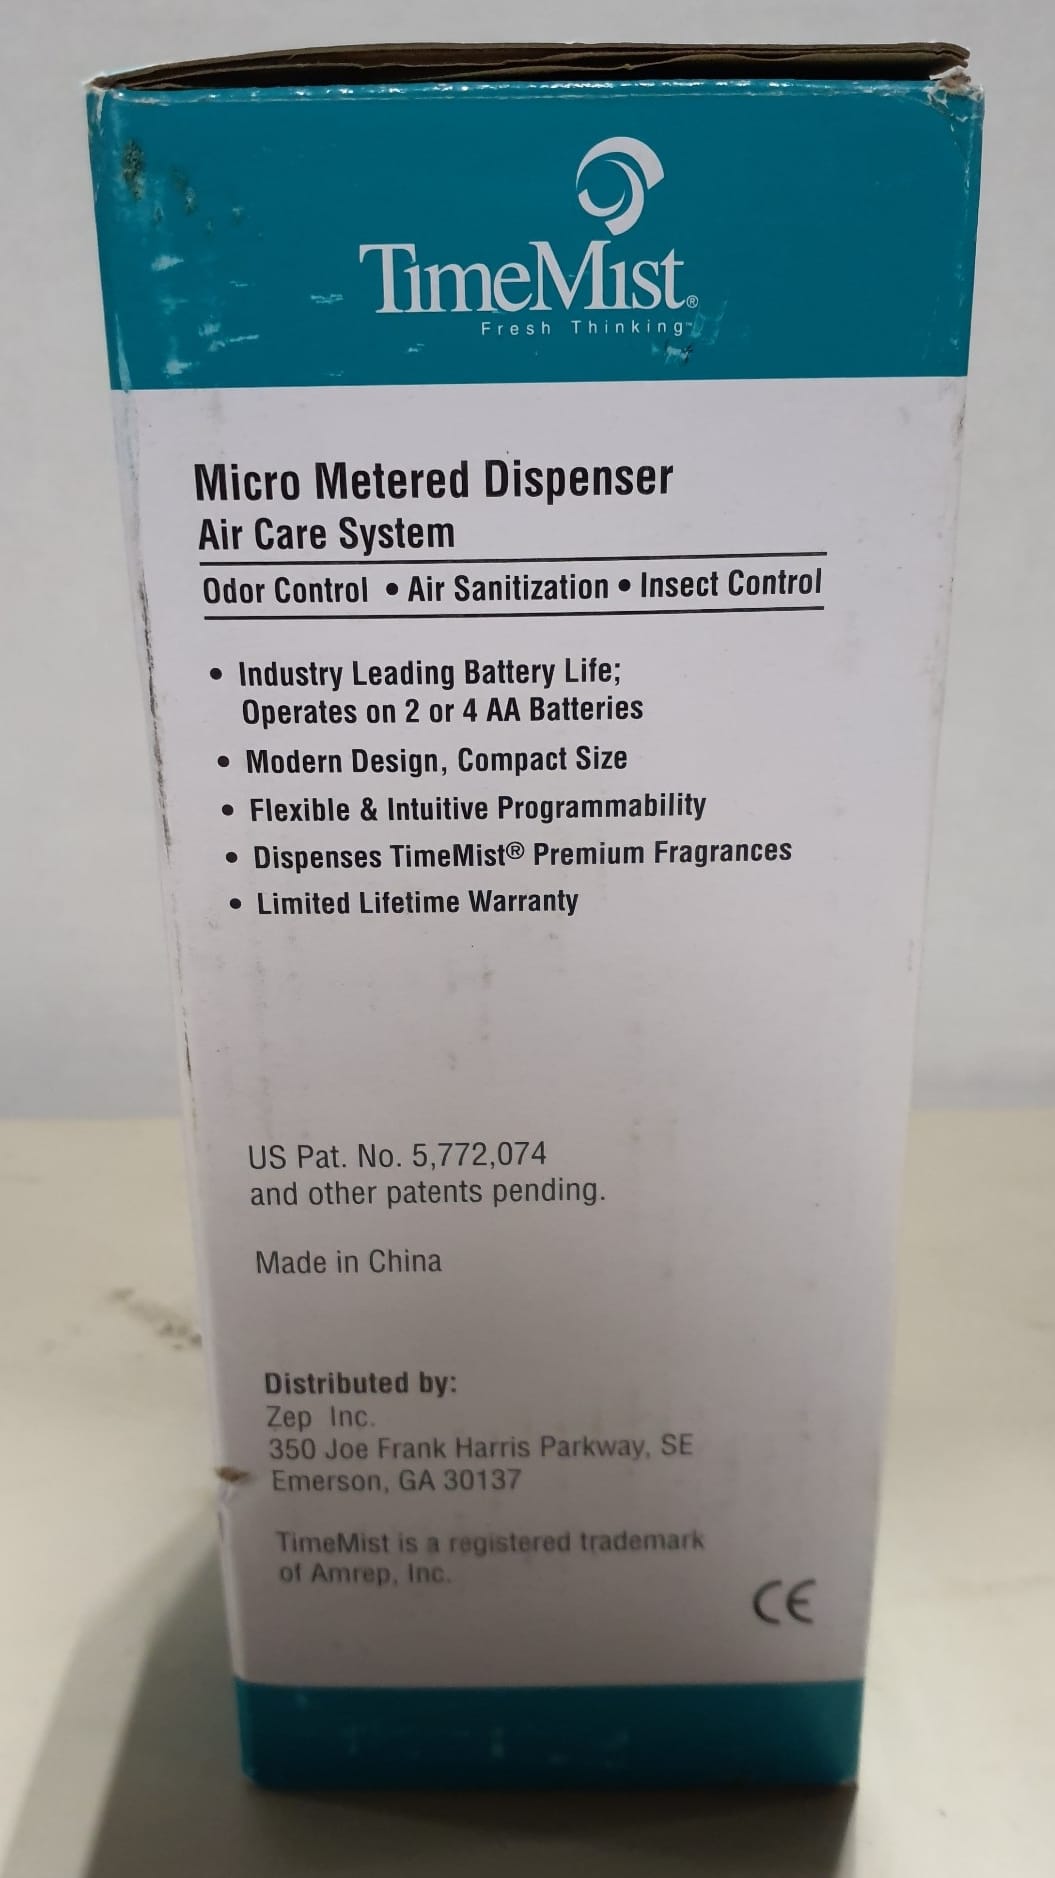 TimeMist®
Fresh Thinking™
Micro Metered Dispenser
Air Care System
Odor Control • Air Sanitization • Insect Control
• Industry Leading Battery Life;
Operates on 2 or 4 AA Batteries
• Modern Design, Compact Size
• Flexible & Intuitive Programmability
• Dispenses TimeMist® Premium Fragrances
• Limited Lifetime Warranty
US Pat. No. 5,772,074
and other patents pending.
Made in China
Distributed by:
Zep Inc.
350 Joe Frank Harris Parkway, SE
Emerson, GA 30137
TimeMist is a registered trademark
of Amrep, Inc.
CE